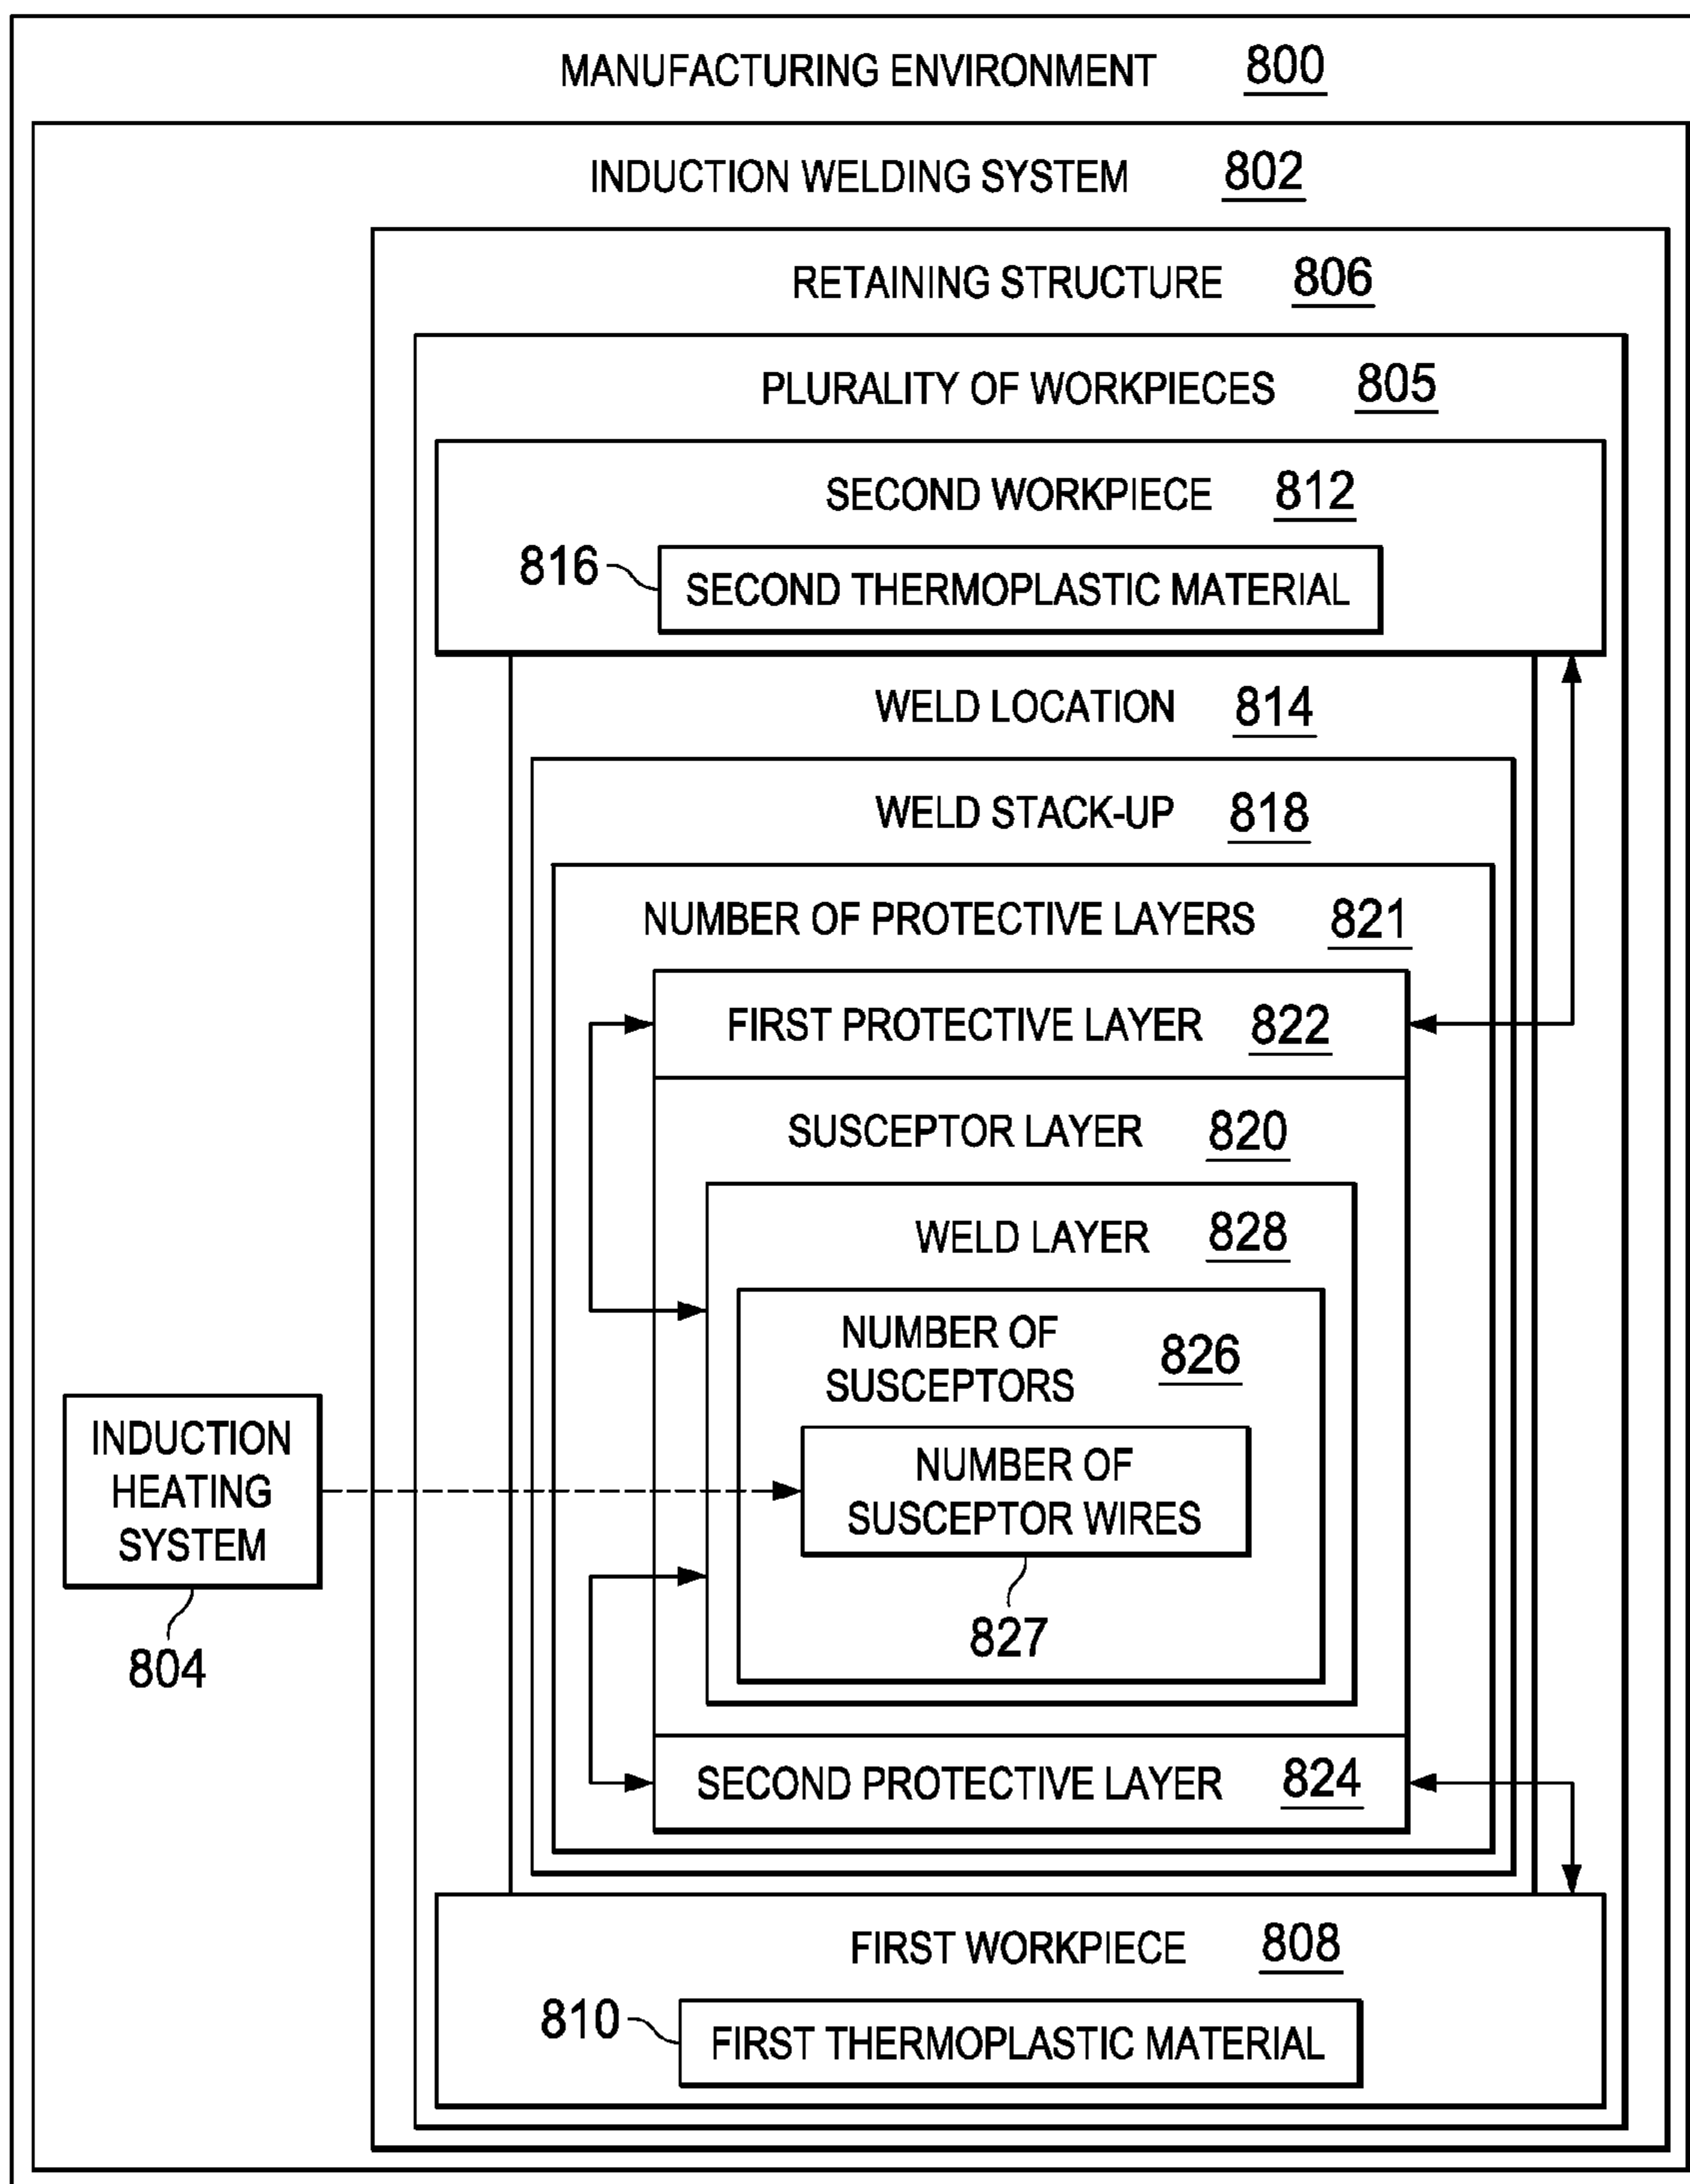 MANUFACTURING ENVIRONMENT 800
INDUCTION WELDING SYSTEM 802
RETAINING STRUCTURE 806
PLURALITY OF WORKPIECES 805
SECOND WORKPIECE 812
816 SECOND THERMOPLASTIC MATERIAL
WELD LOCATION 814
WELD STACK-UP 818
NUMBER OF PROTECTIVE LAYERS 821
FIRST PROTECTIVE LAYER 822
SUSCEPTOR LAYER 820
WELD LAYER 828
NUMBER OF
SUSCEPTORS 826
INDUCTION
HEATING
SYSTEM
804
NUMBER OF
SUSCEPTOR WIRES
827
SECOND PROTECTIVE LAYER 824
FIRST WORKPIECE 808
810 FIRST THERMOPLASTIC MATERIAL